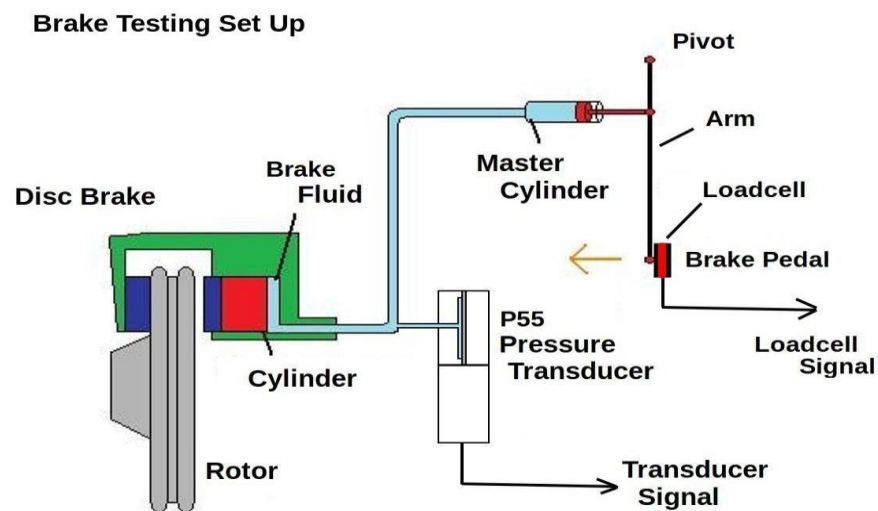 Brake Testing Set Up
Pivot
Arm
Master
Cylinder
Brake
Fluid
Loadcell
Disc Brake
Brake Pedal
P55
Pressure
Transducer
Loadcell
Signal
Cylinder
Rotor
Transducer
Signal